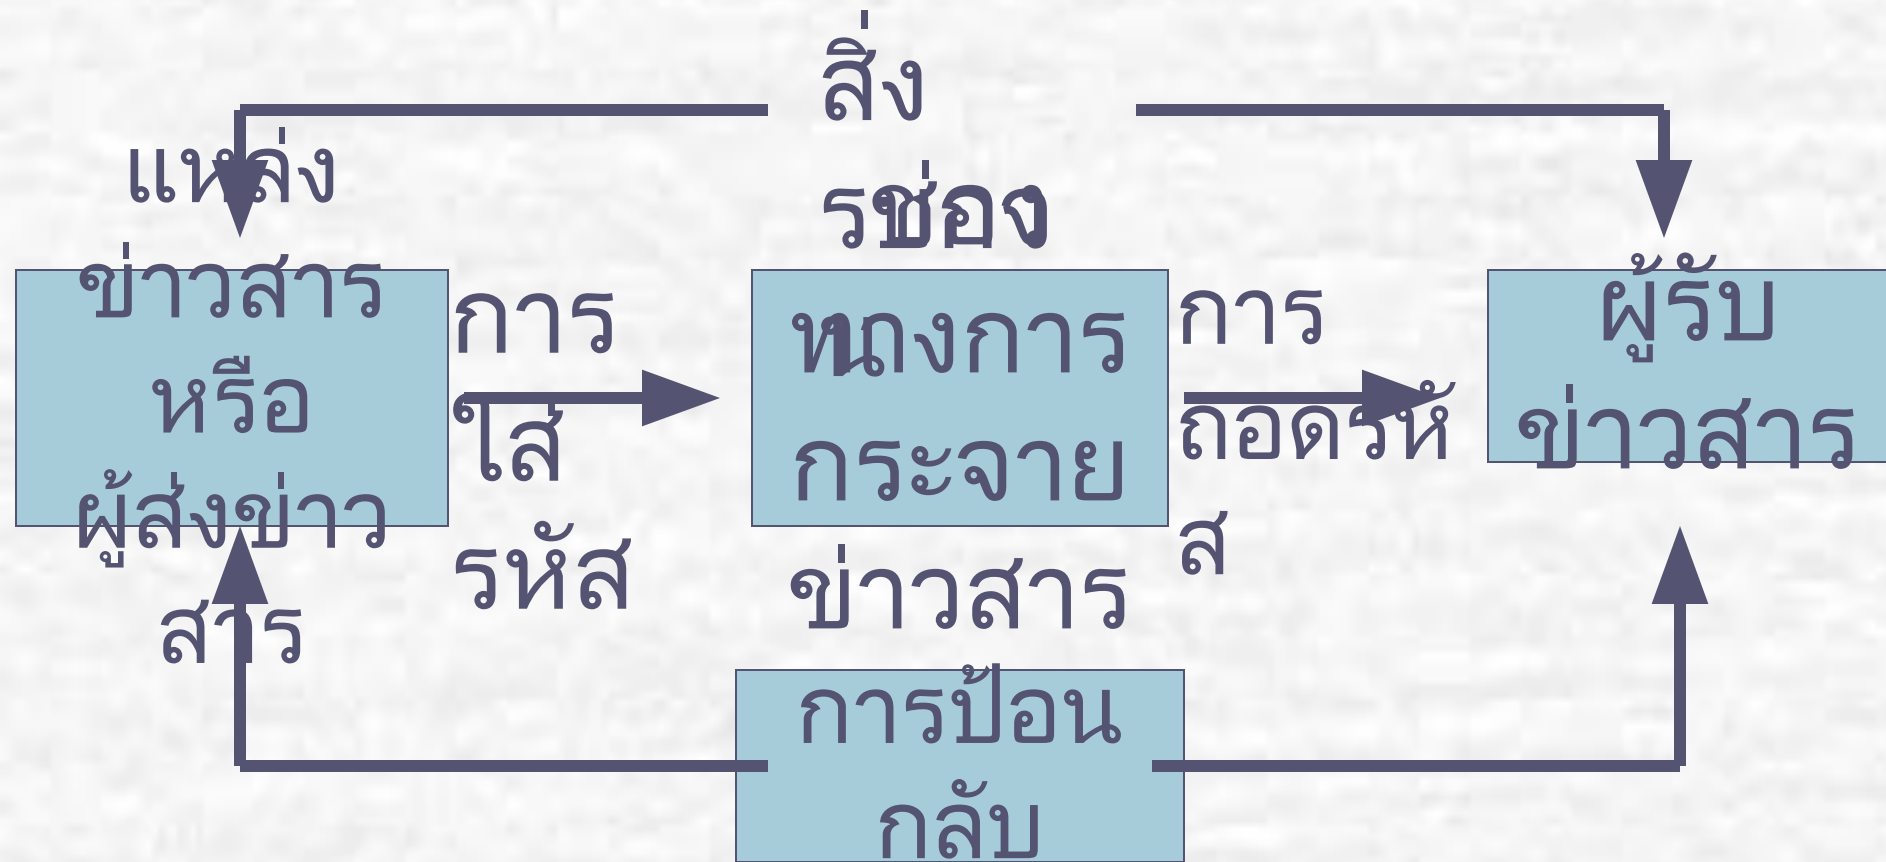 สิ่ง
แหล่ง
ข่าวสาร
หรือ
ผู้ส่งข่าว
สาร
การ
ใส่
รหัส
ช่อง
ทางการ
กระจาย
ข่าวสาร
การ
ถอดรหั
ส
ผู้รับ
ข่าวสาร
การป้อน
กลับ